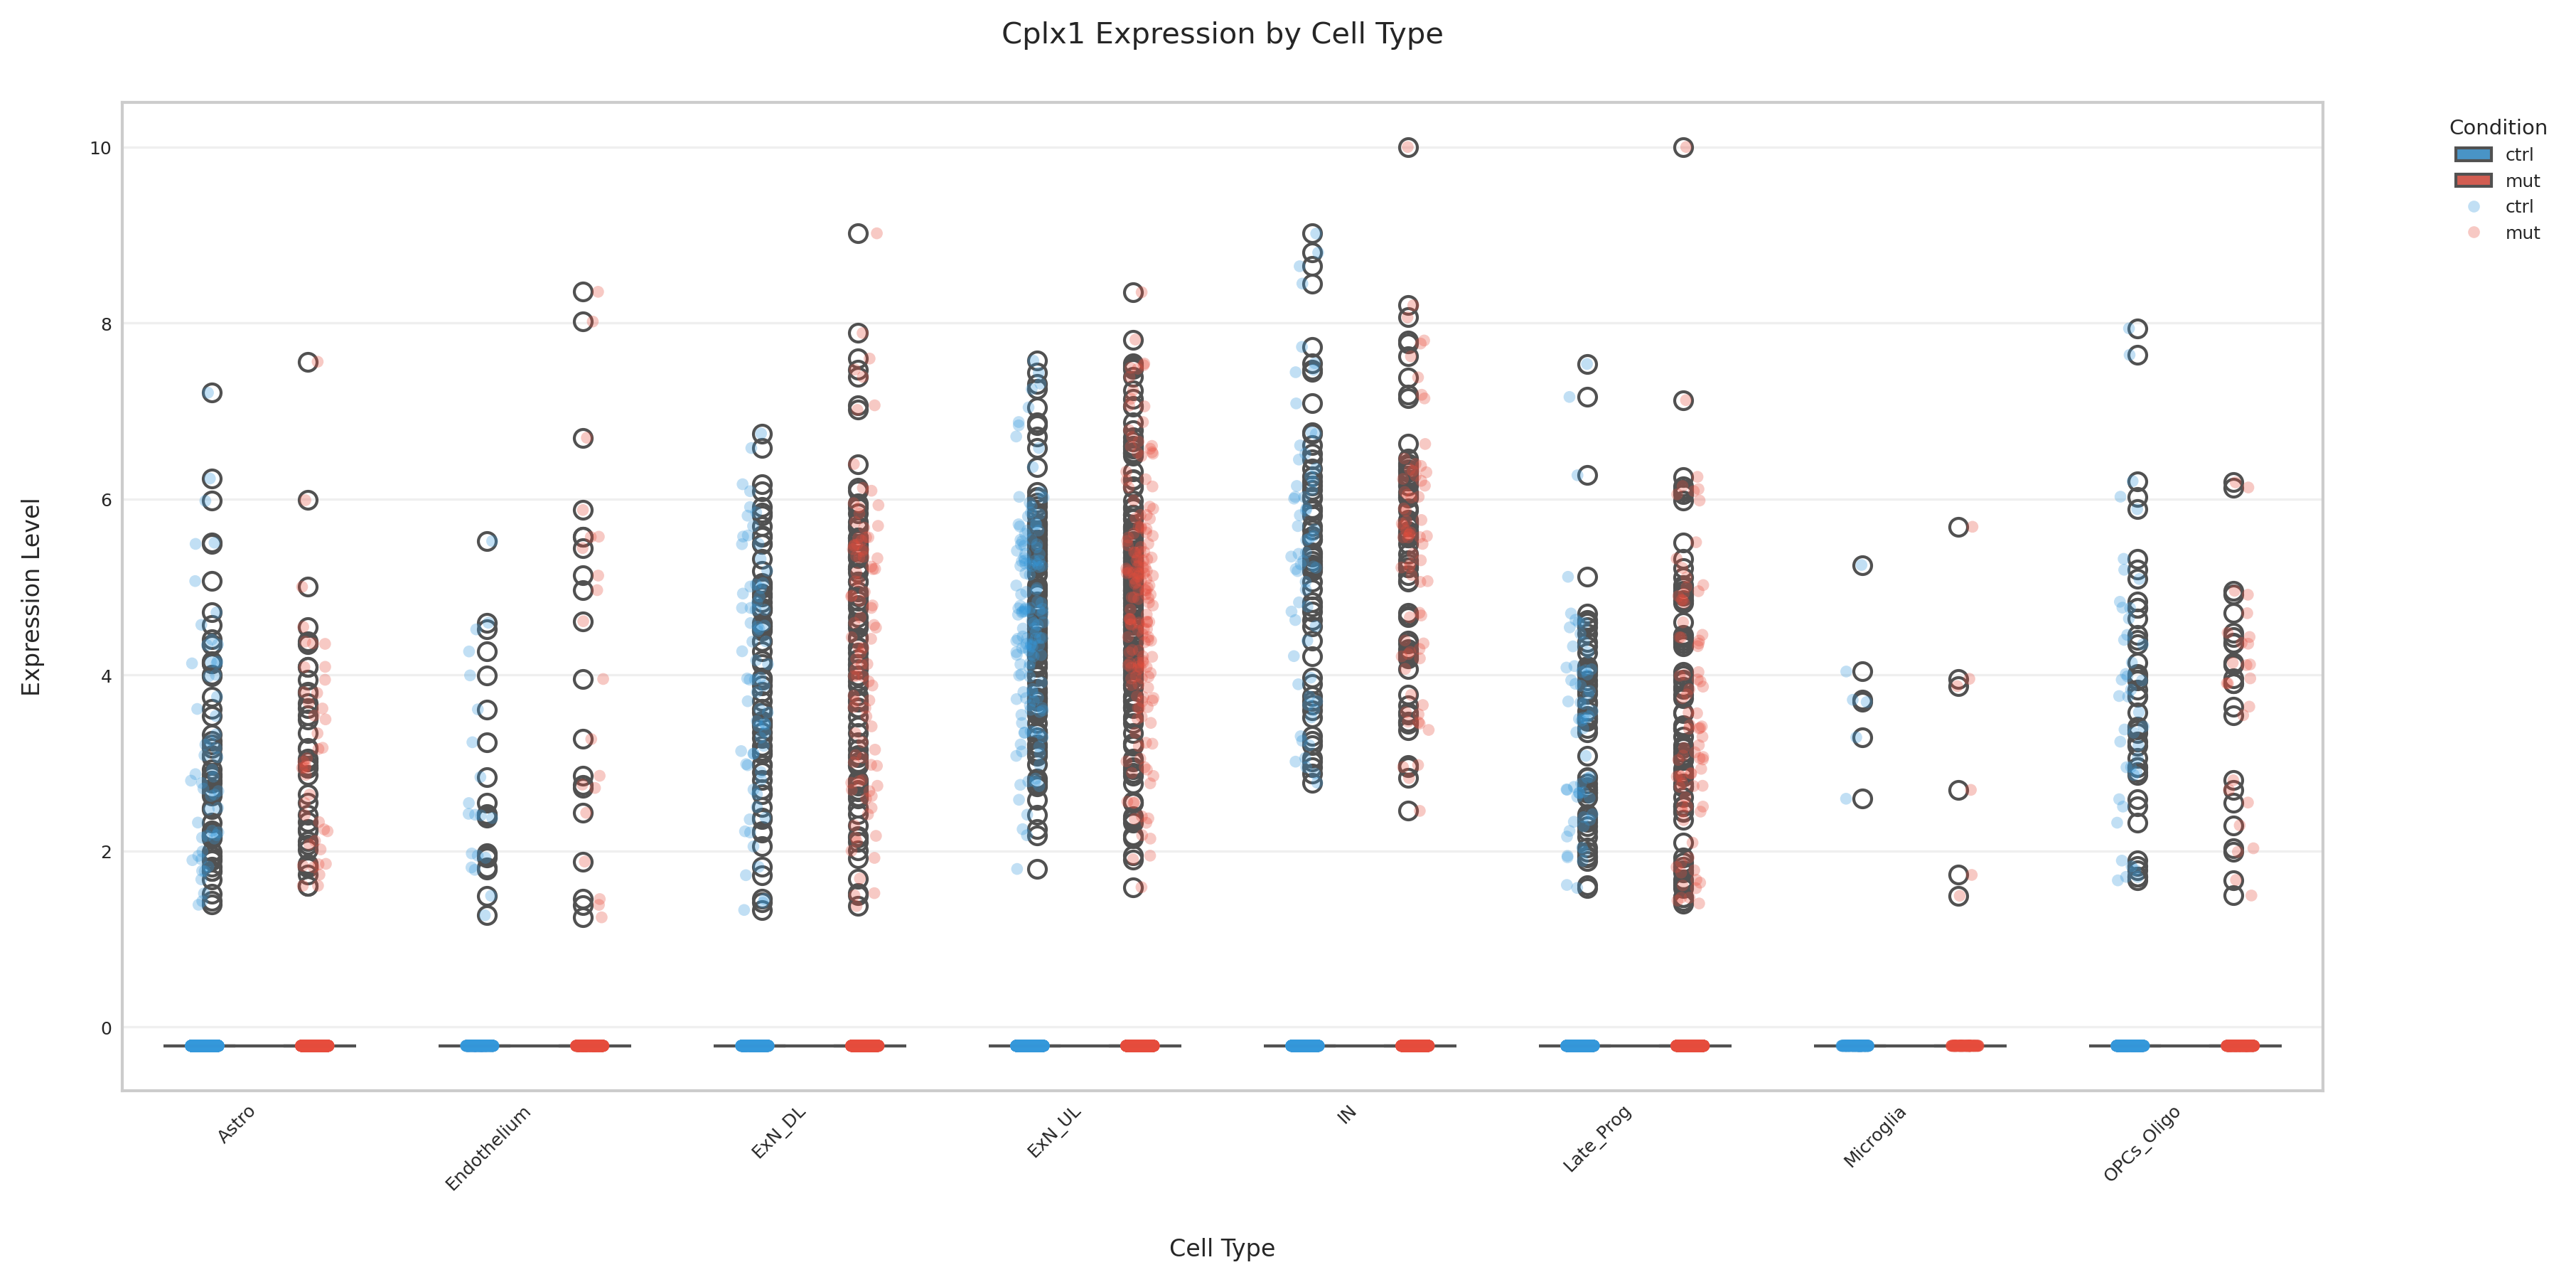 Cplx1 Expression by Cell Type
Condition
ctrl
mut
ctrl
mut
Expression Level
10
8
6
4
2
0
Astro
Endothelium
ExN_DL
ExN_UL
IN
Late_Prog
Microglia
OPCs_Oligo
Cell Type